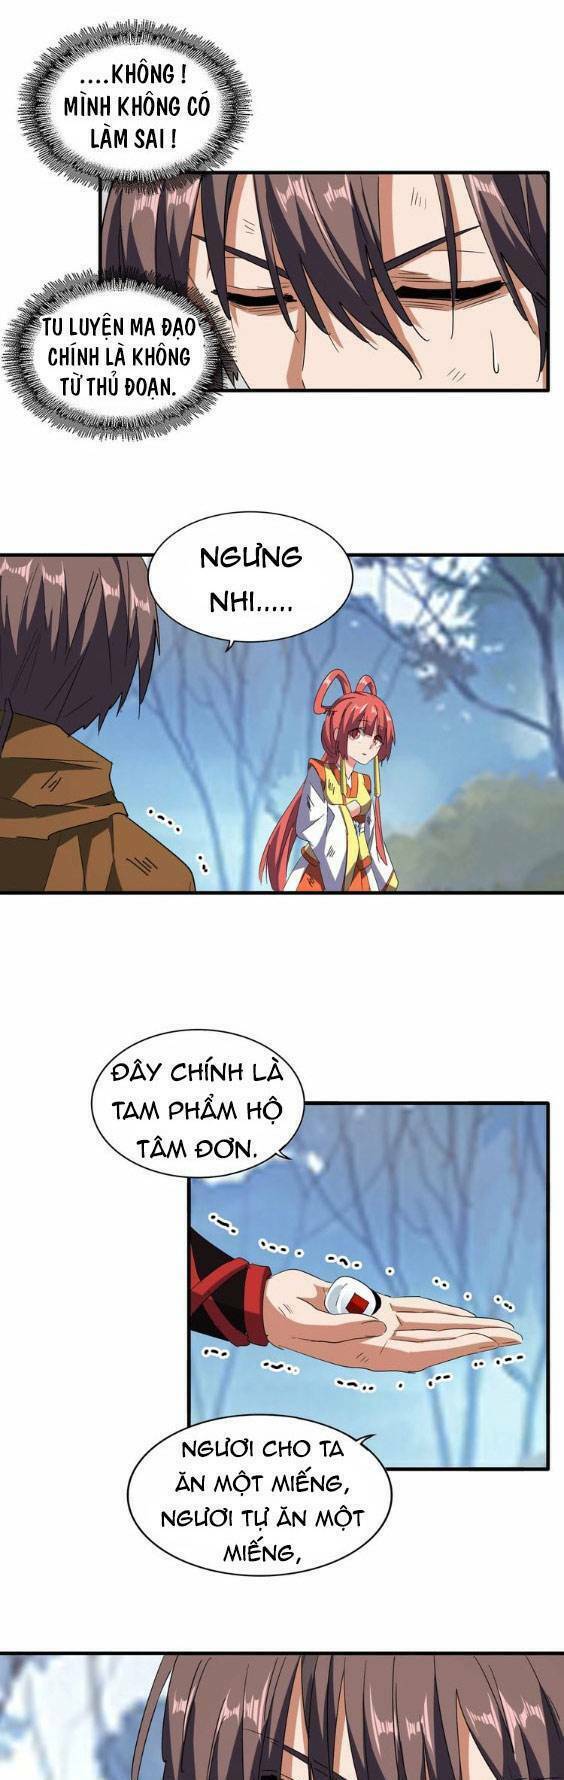 ....KHÔNG!
MÌNH KHÔNG CÓ
LÀM SAI!
TU LUYỆN MA ĐẠO
CHÍNH LÀ KHÔNG
TỪ THỦ ĐOẠN.
NGƯNG
NHI.....
ĐÂY CHÍNH LÀ
TAM PHẨM HỘ
TÂM ĐƠN.
NGƯƠI CHO TA
ĂN MỘT MIẾNG,
NGƯƠI TỰ ĂN MỘT
MIẾNG,